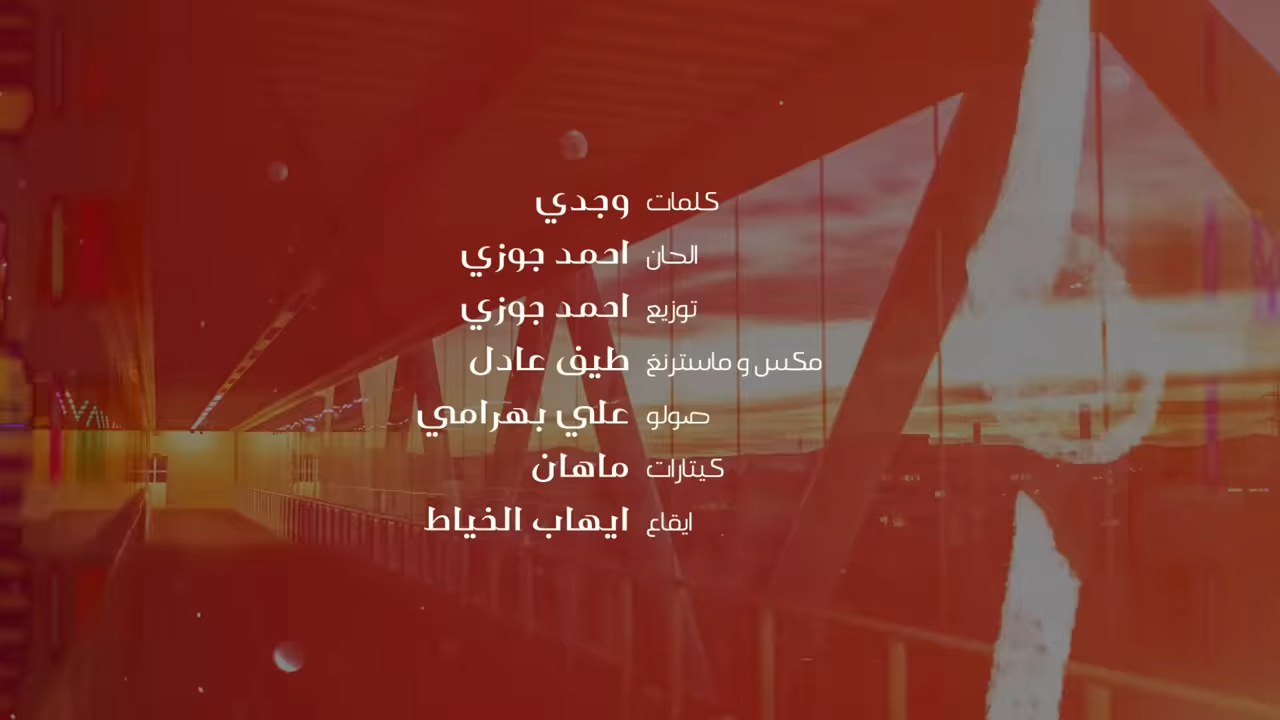 كلمات وجدي
الحان احمد جوزي
توزيع احمد جوزي
مكس و ماسترنغ طيف عادل
صولو علي بهرامي
كيتارات ماهان
ايقاع ايهاب الخياط